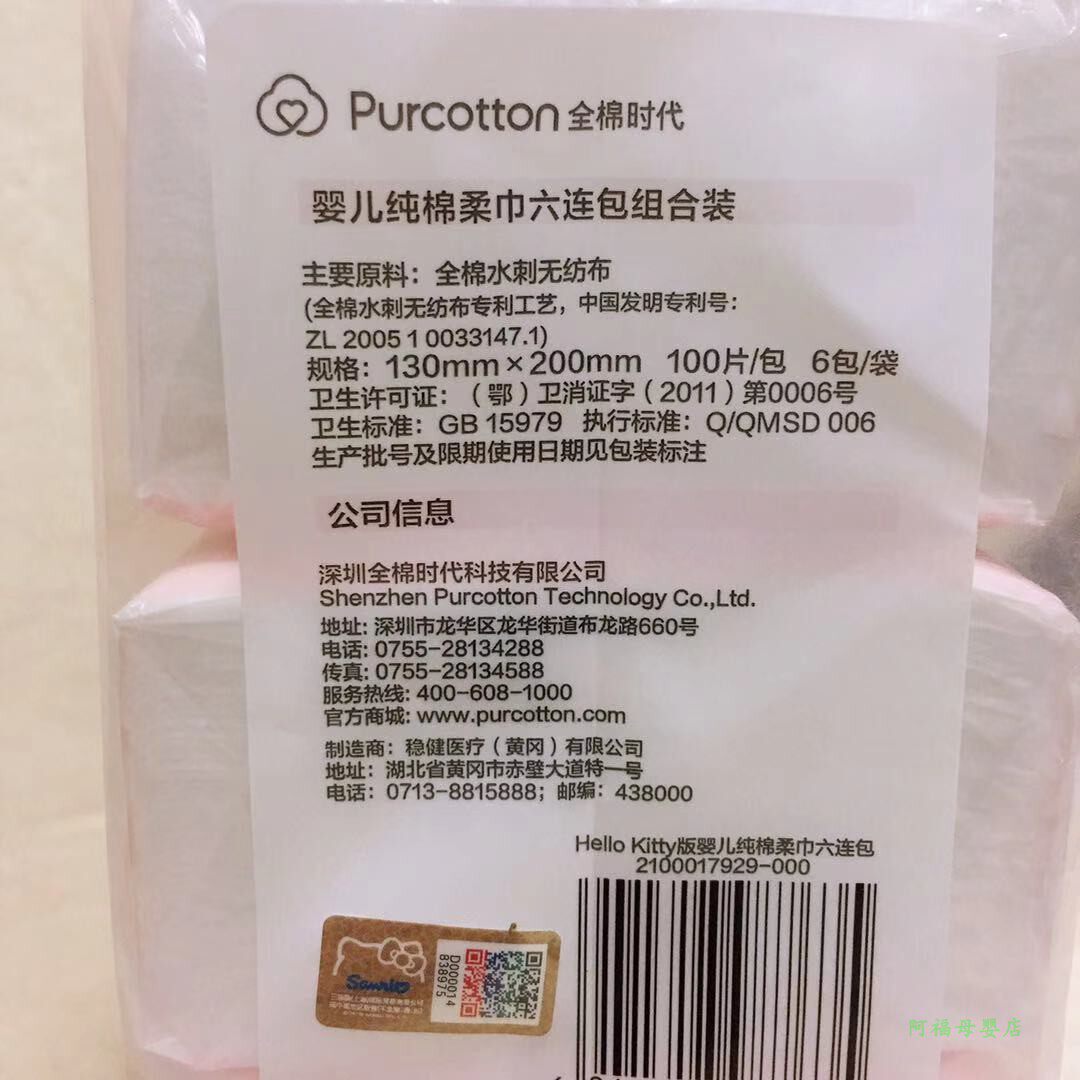 Purcotton 全棉时代
婴儿纯棉柔巾六连包组合装
主要原料：全棉水刺无纺布
(全棉水刺无纺布专利工艺，中国发明专利号：
ZL 2005 1 0033147.1)
规格：130mm×200mm 100片/包 6包/袋
卫生许可证：（鄂）卫消证字（2011）第0006号
卫生标准：GB 15979 执行标准：Q/QMSD 006
生产批号及限期使用日期见包装标注
公司信息
深圳全棉时代科技有限公司
Shenzhen Purcotton Technology Co.,Ltd.
地址: 深圳市龙华区龙华街道布龙路660号
电话: 0755-28134288
传真: 0755-28134588
服务热线: 400-608-1000
官方商城: www.purcotton.com
制造商：稳健医疗（黄冈）有限公司
地址：湖北省黄冈市赤壁大道特一号
电话：0713-8815888；邮编：438000
Hello Kitty版婴儿纯棉柔巾六连包
2100017929-000
Sanrio
D000014
838975
阿福母婴店